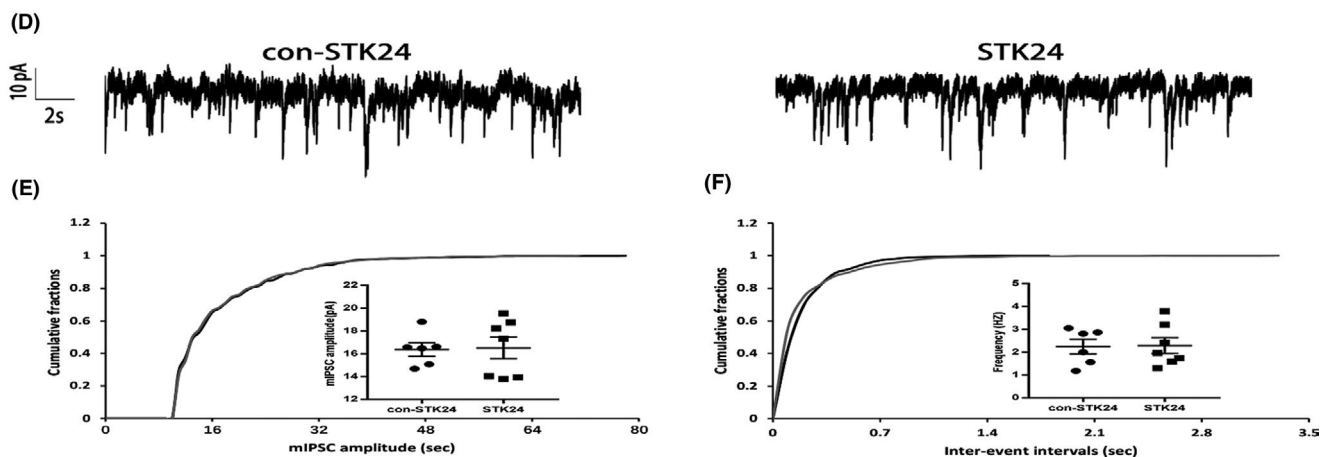 (D)
con-STK24
STK24
10 pA
2s
(E)
1.2
1
0.8
0.6
0.4
0.2
0
Cumulative fractions
0 16 32 48 64 80
mIPSC amplitude (sec)
22
20
18
16
14
12
mIPSC amplitude(pA)
con-STK24 STK24
(F)
1.2
1
0.8
0.6
0.4
0.2
0
Cumulative fractions
0 0.7 1.4 2.1 2.8 3.5
Inter-event intervals (sec)
5
4
3
2
1
0
Frequency (HZ)
con-STK24 STK24